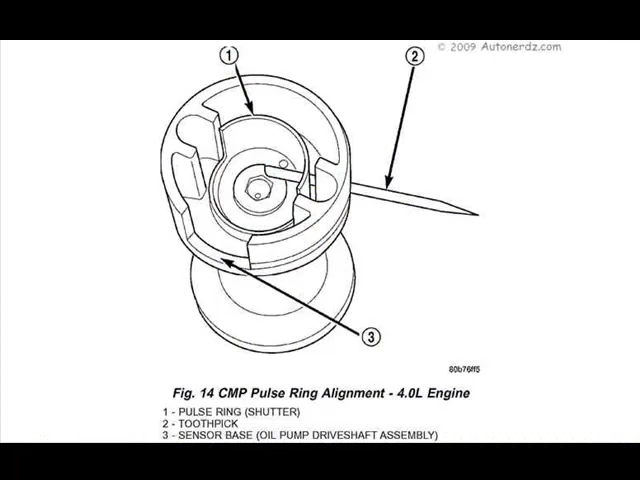 © 2009 Autonerdz.com
1
2
3
80b76ff5
Fig. 14 CMP Pulse Ring Alignment - 4.0L Engine
1 - PULSE RING (SHUTTER)
2 - TOOTHPICK
3 - SENSOR BASE (OIL PUMP DRIVESHAFT ASSEMBLY)